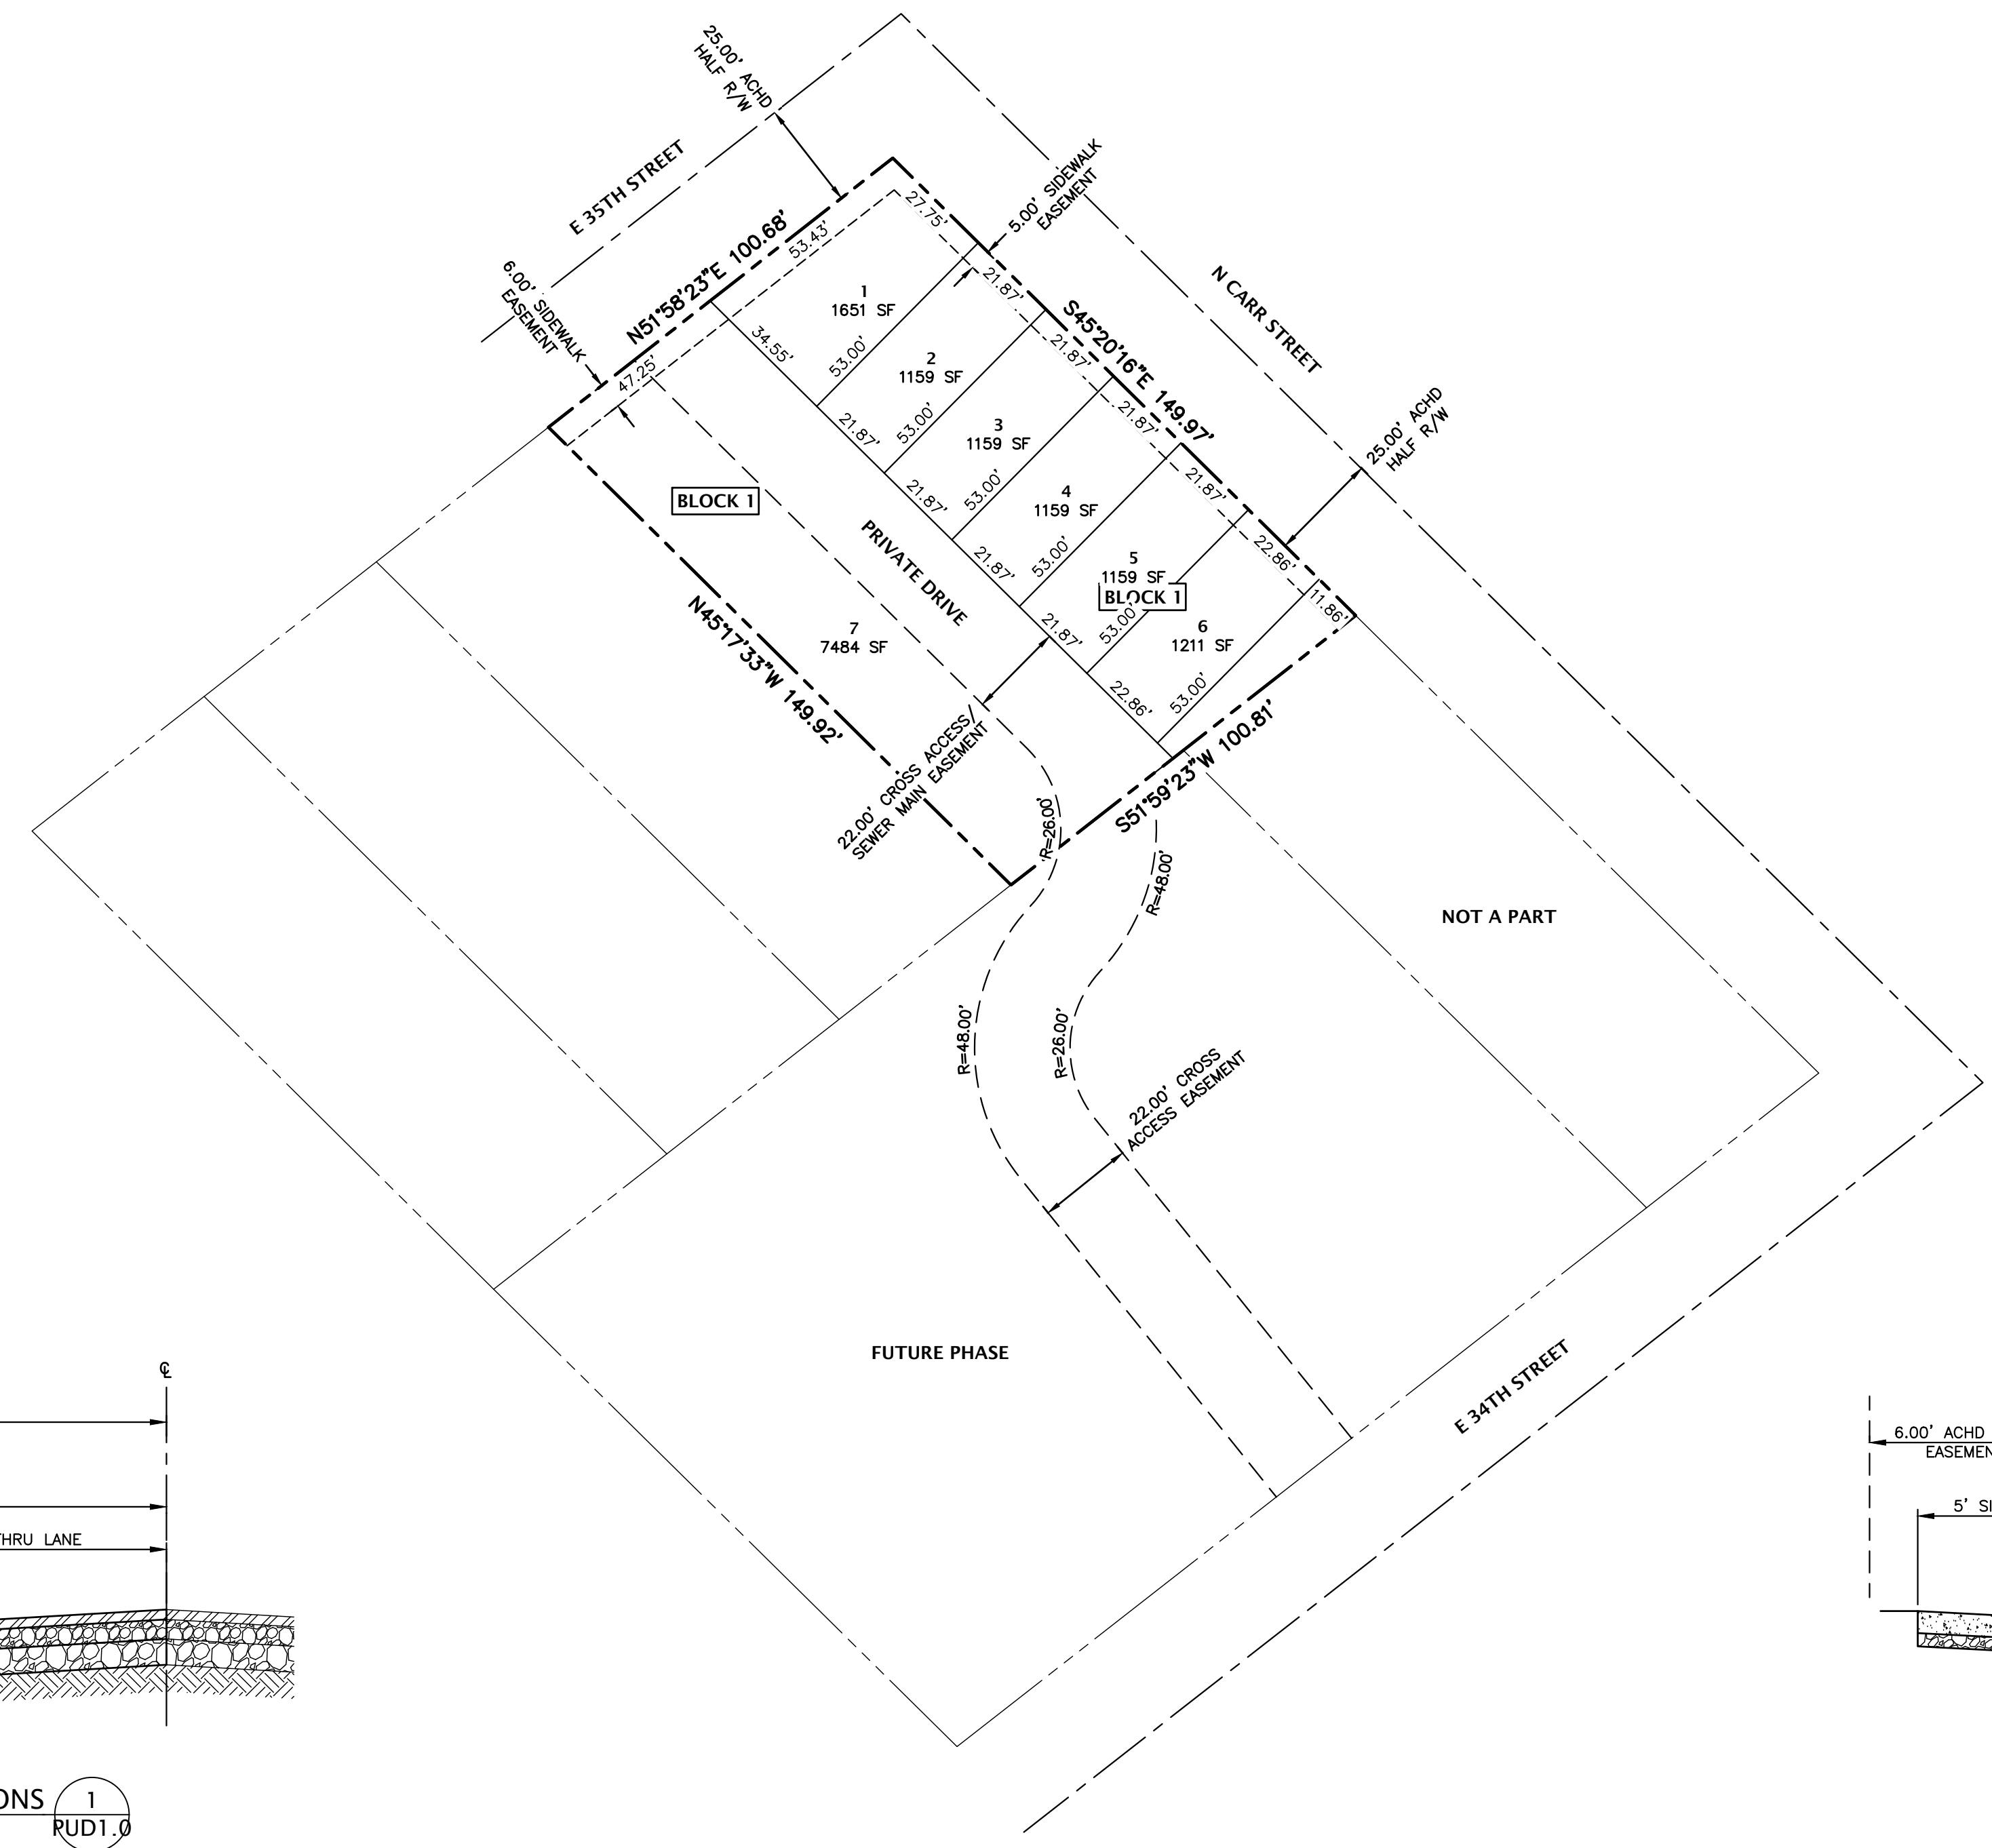 25.00' ACHD
HALF R/W
E 35TH STREET
5.00' SIDEWALK
EASEMENT
6.00' SIDEWALK
EASEMENT
N51°58'23"E 100.68'
53.43'
27.75'
47.25'
N CARR STREET
S45°20'16"E 149.97'
21.87'
21.87'
21.87'
21.87'
22.86'
11.86'
25.00' ACHD
HALF R/W
1
1651 SF
34.55'
53.00'
2
1159 SF
21.87'
53.00'
3
1159 SF
21.87'
53.00'
4
1159 SF
21.87'
53.00'
5
1159 SF
BLOCK 1
21.87'
53.00'
6
1211 SF
22.86'
53.00'
BLOCK 1
PRIVATE DRIVE
7
7484 SF
N45°17'33"W 149.92'
22.00' CROSS ACCESS/
SEWER MAIN EASEMENT
S51°59'23"W 100.81'
R=26.00'
R=48.00'
NOT A PART
R=48.00'
R=26.00'
22.00' CROSS
ACCESS EASEMENT
FUTURE PHASE
E 34TH STREET
℄
THRU LANE
6.00' ACHD
EASEMEN
5' SI
ONS
1
PUD1.0